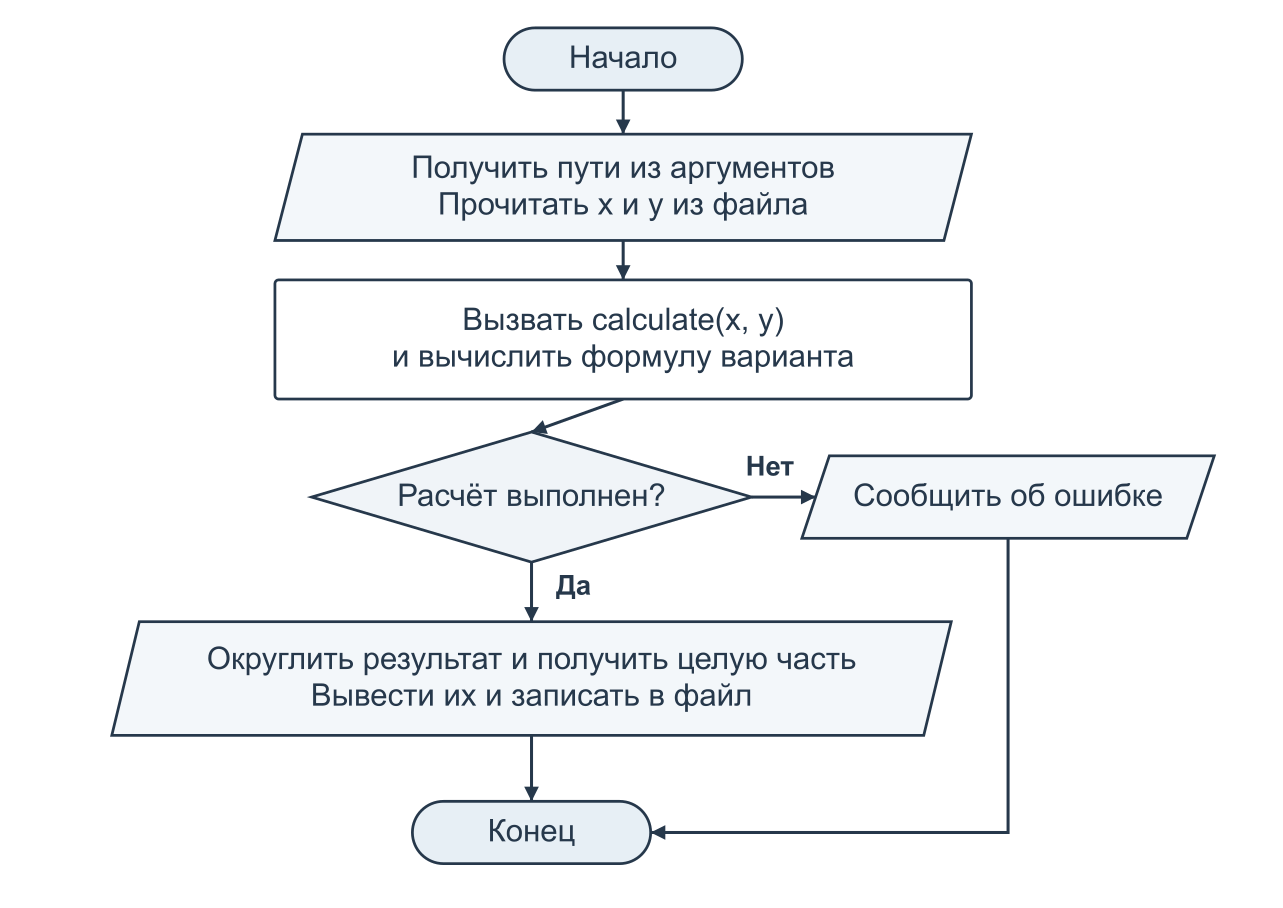 Начало
Получить пути из аргументов
Прочитать x и y из файла
Вызвать calculate(x, y)
и вычислить формулу варианта
Расчёт выполнен?
Нет
Сообщить об ошибке
Да
Округлить результат и получить целую часть
Вывести их и записать в файл
Конец